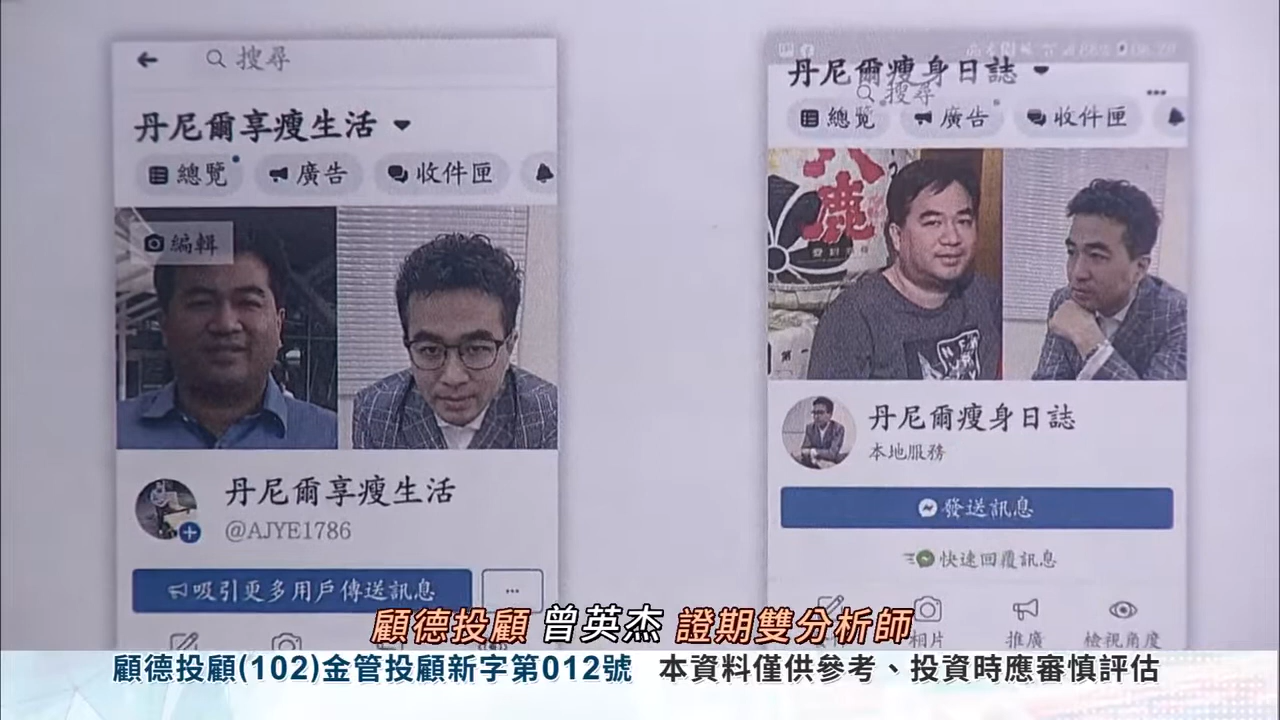 搜尋
丹尼爾享瘦生活
總覽 廣告 收件匣
編輯
丹尼爾享瘦生活
@AJYE1786
吸引更多用戶傳送訊息
丹尼爾瘦身日誌
搜尋
總覽 廣告 收件匣
八鹿
第一
丹尼爾瘦身日誌
本地服務
發送訊息
快速回覆訊息
相片 推廣 檢視角度
顧德投顧 曾英杰 證期雙分析師
顧德投顧(102)金管投顧新字第012號 本資料僅供參考、投資時應審慎評估